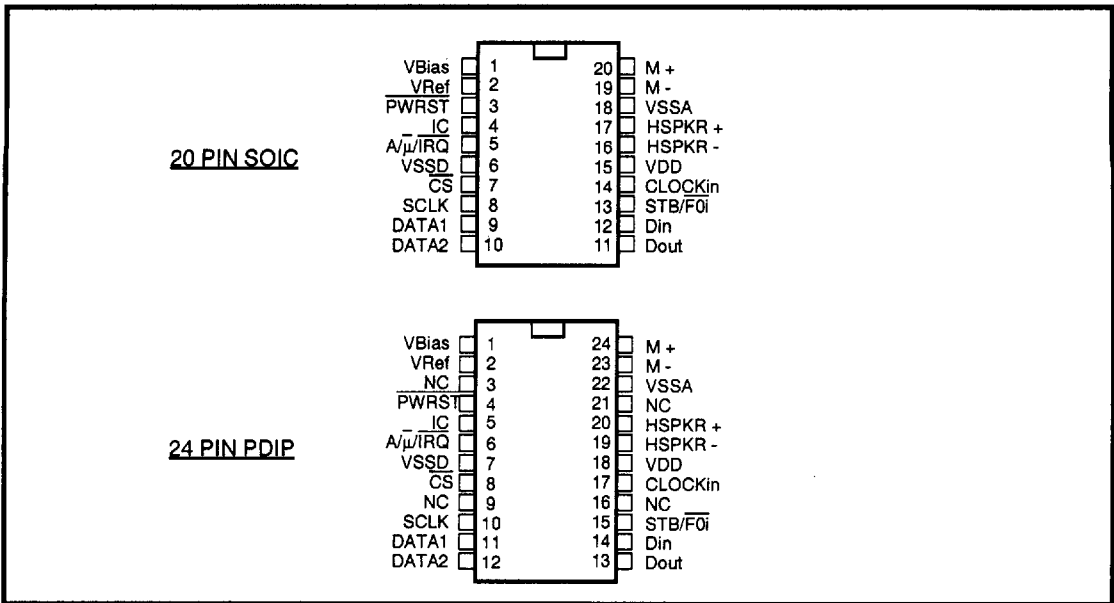 20 PIN SOIC
VBias 1 20 M +
VRef 2 19 M -
PWRST 3 18 VSSA
IC 4 17 HSPKR +
A/μ/IRQ 5 16 HSPKR -
VSSD 6 15 VDD
CS 7 14 CLOCKin
SCLK 8 13 STB/F0i
DATA1 9 12 Din
DATA2 10 11 Dout
24 PIN PDIP
VBias 1 24 M +
VRef 2 23 M -
NC 3 22 VSSA
PWRST 4 21 NC
IC 5 20 HSPKR +
A/μ/IRQ 6 19 HSPKR -
VSSD 7 18 VDD
CS 8 17 CLOCKin
NC 9 16 NC
SCLK 10 15 STB/F0i
DATA1 11 14 Din
DATA2 12 13 Dout